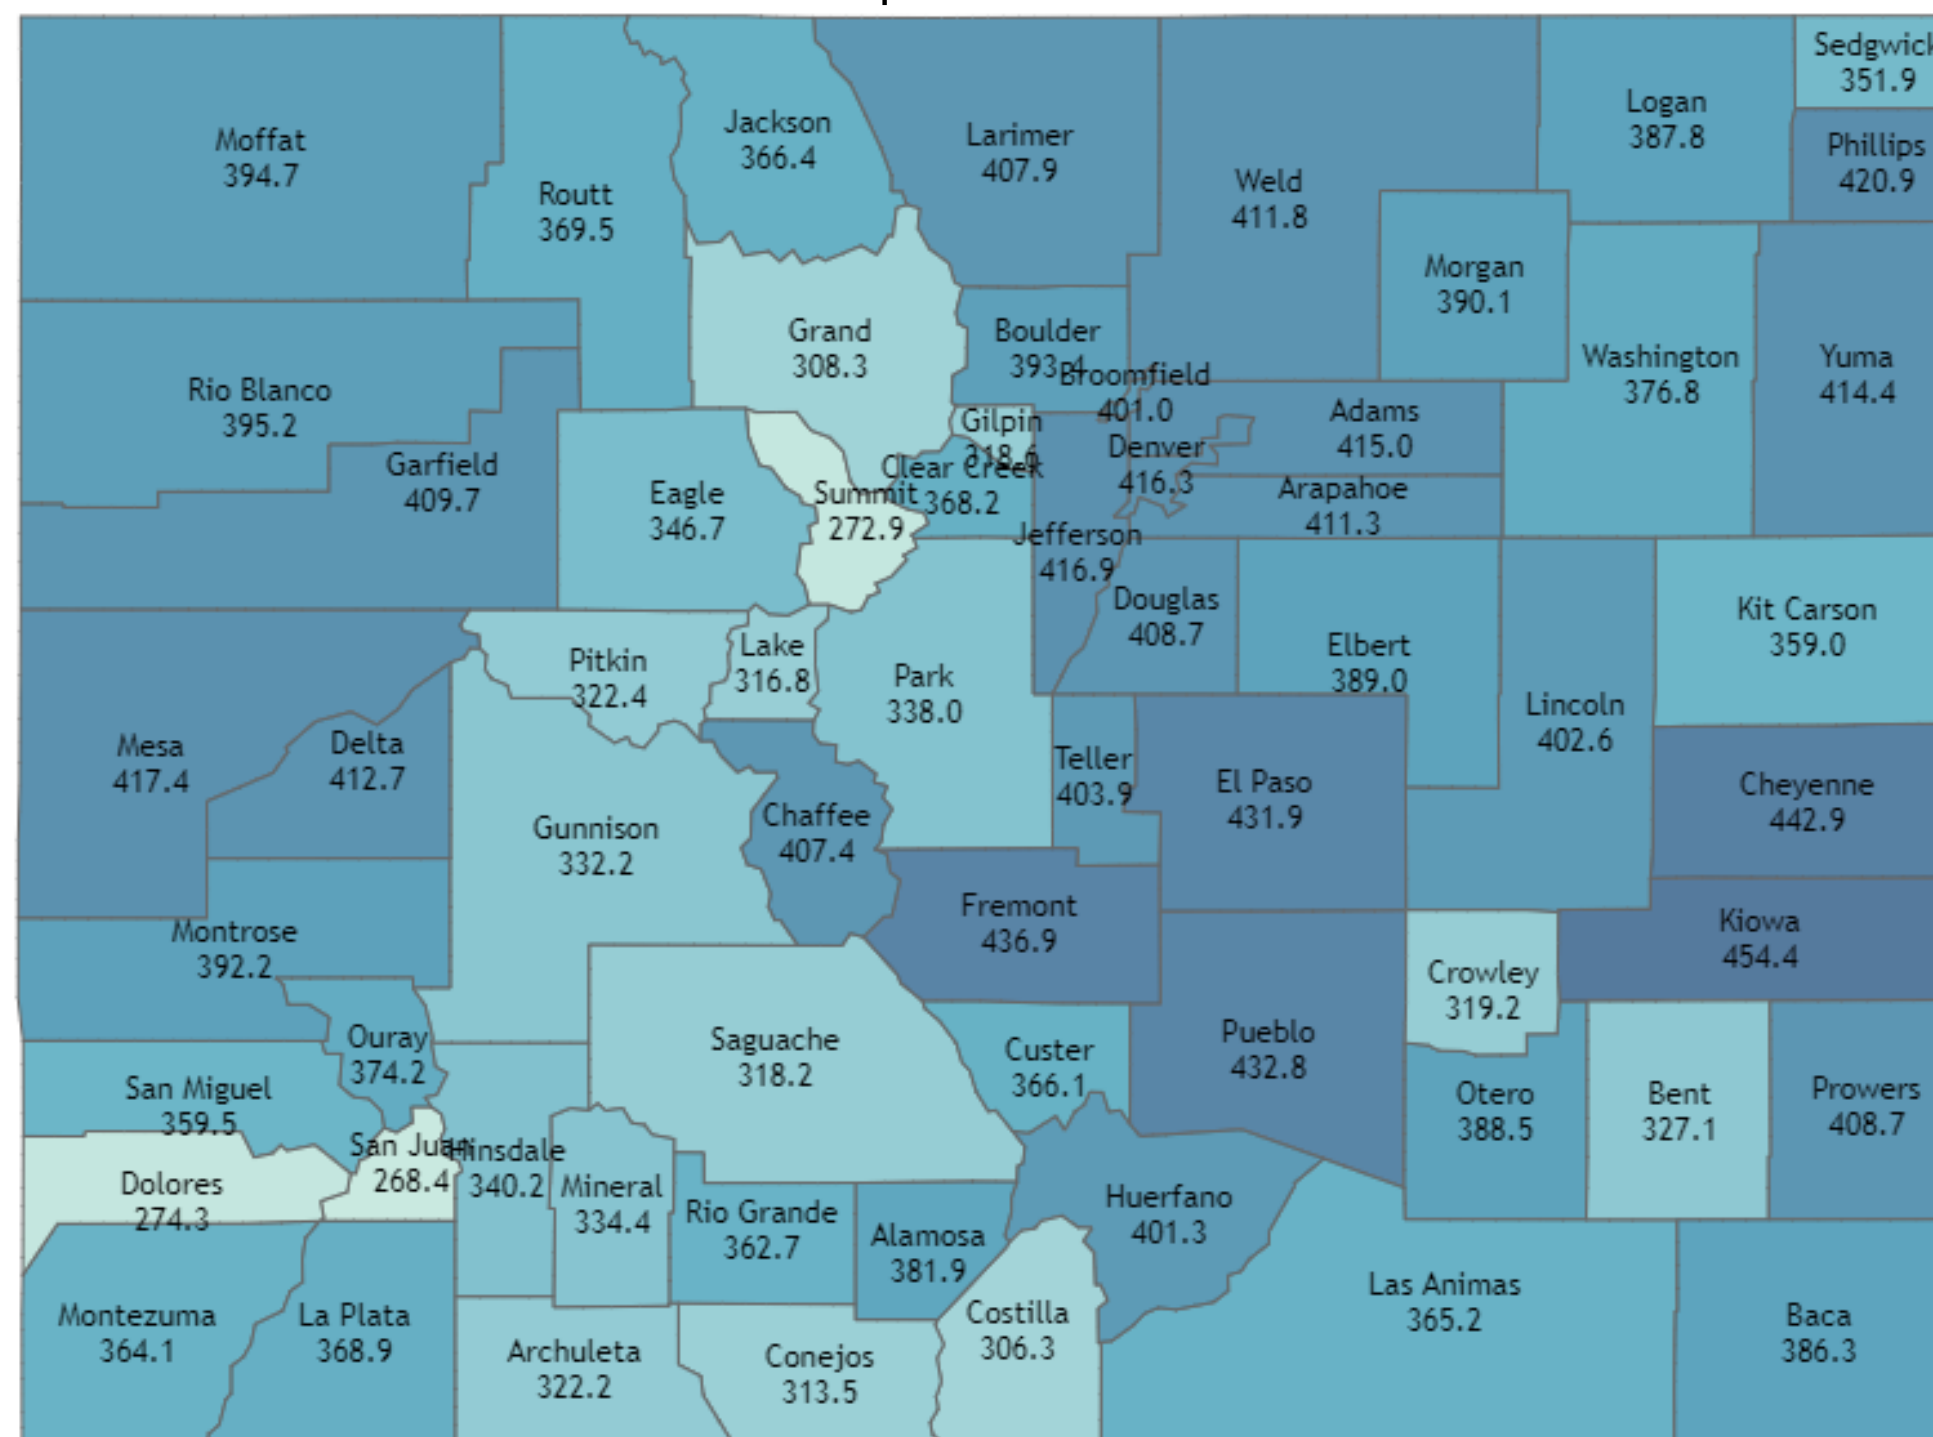 Sedgwick
351.9
Logan
387.8
Jackson
366.4
Larimer
407.9
Moffat
394.7
Phillips
420.9
Weld
411.8
Routt
369.5
Morgan
390.1
Grand
308.3
Boulder
393.4
Washington
376.8
Yuma
414.4
Broomfield
401.0
Rio Blanco
395.2
Adams
415.0
Gilpin
318.6
Denver
416.3
Garfield
409.7
Clear Creek
368.2
Arapahoe
411.3
Eagle
346.7
Summit
272.9
Jefferson
416.9
Douglas
408.7
Kit Carson
359.0
Elbert
389.0
Lake
316.8
Pitkin
322.4
Park
338.0
Lincoln
402.6
Mesa
417.4
Delta
412.7
Teller
403.9
El Paso
431.9
Cheyenne
442.9
Gunnison
332.2
Chaffee
407.4
Fremont
436.9
Kiowa
454.4
Montrose
392.2
Crowley
319.2
Ouray
374.2
Saguache
318.2
Custer
366.1
Pueblo
432.8
San Miguel
359.5
Otero
388.5
Bent
327.1
Prowers
408.7
San Juan
268.4
Hinsdale
340.2
Dolores
274.3
Mineral
334.4
Rio Grande
362.7
Huerfano
401.3
Alamosa
381.9
Las Animas
365.2
Montezuma
364.1
La Plata
368.9
Costilla
306.3
Baca
386.3
Archuleta
322.2
Conejos
313.5